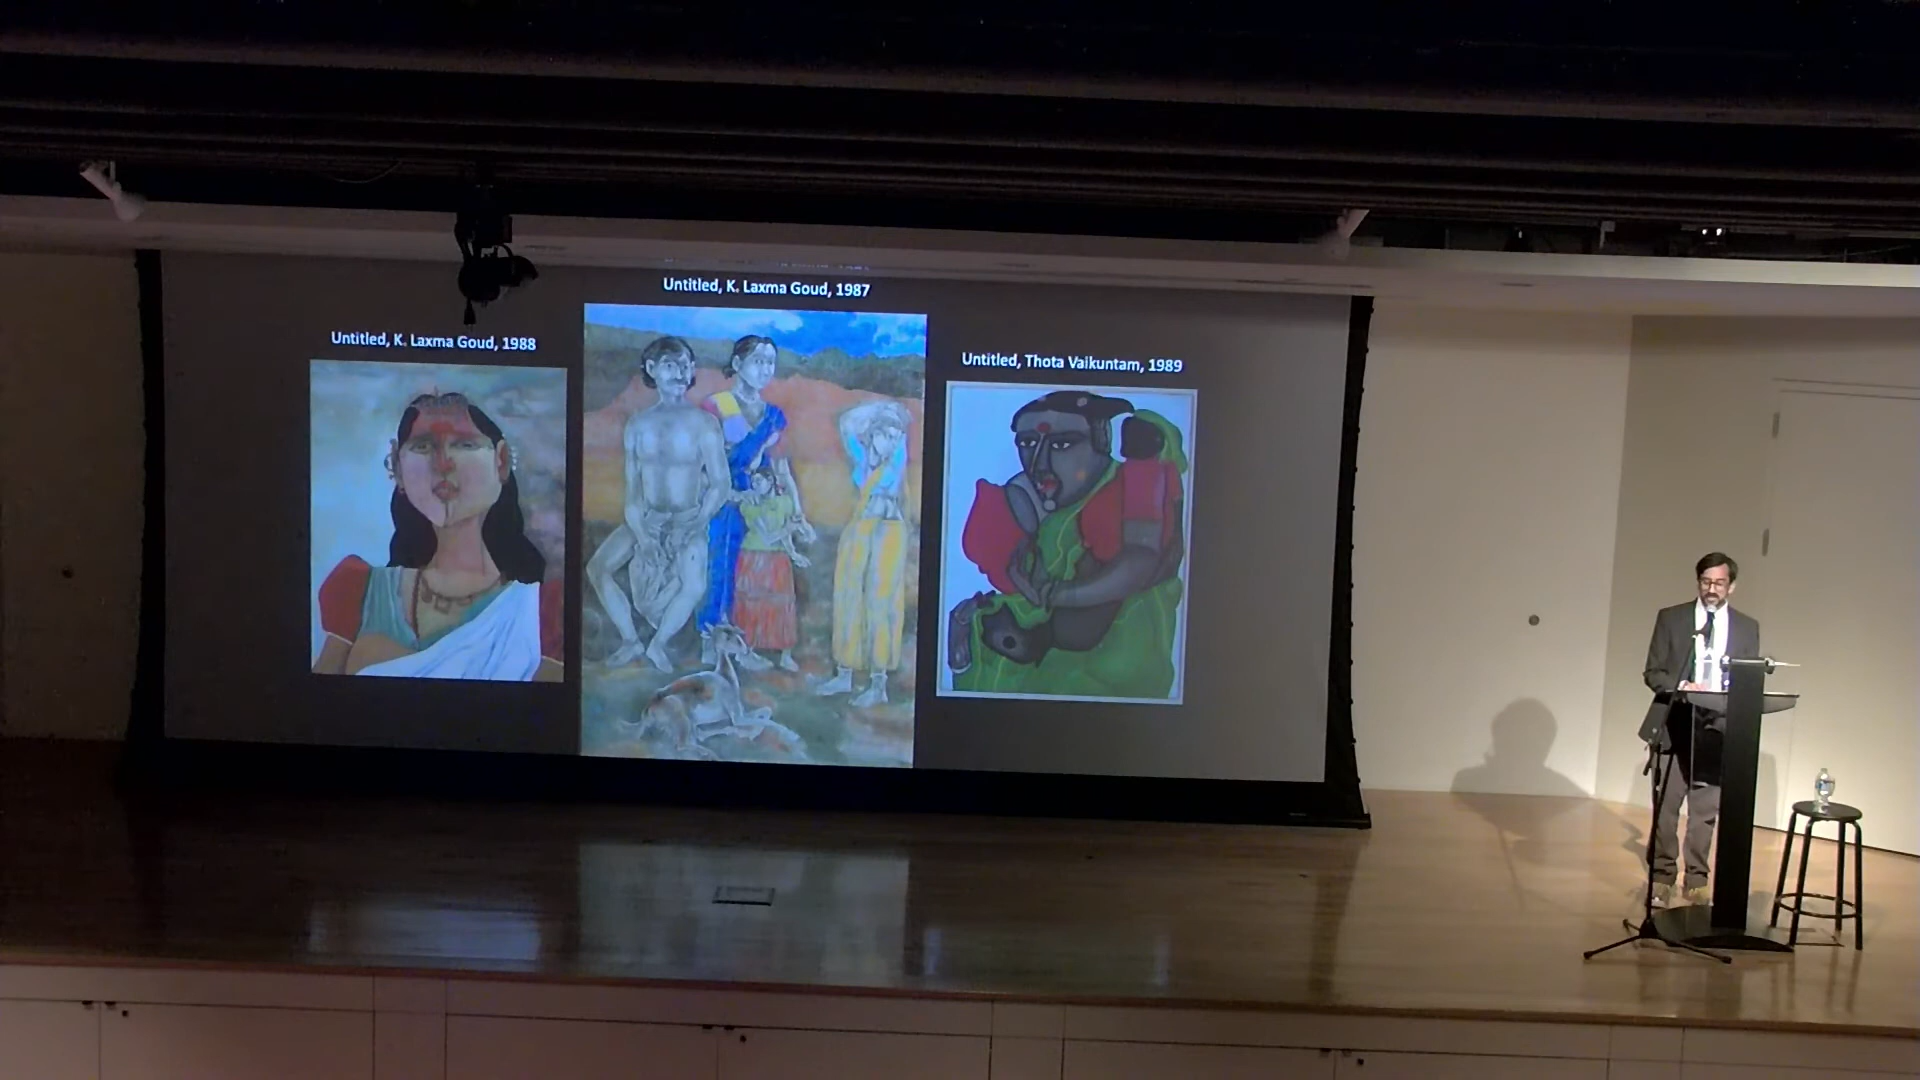 Untitled, K. Laxma Goud, 1987
Untitled, K. Laxma Goud, 1988
Untitled, Thota Vaikuntam, 1989